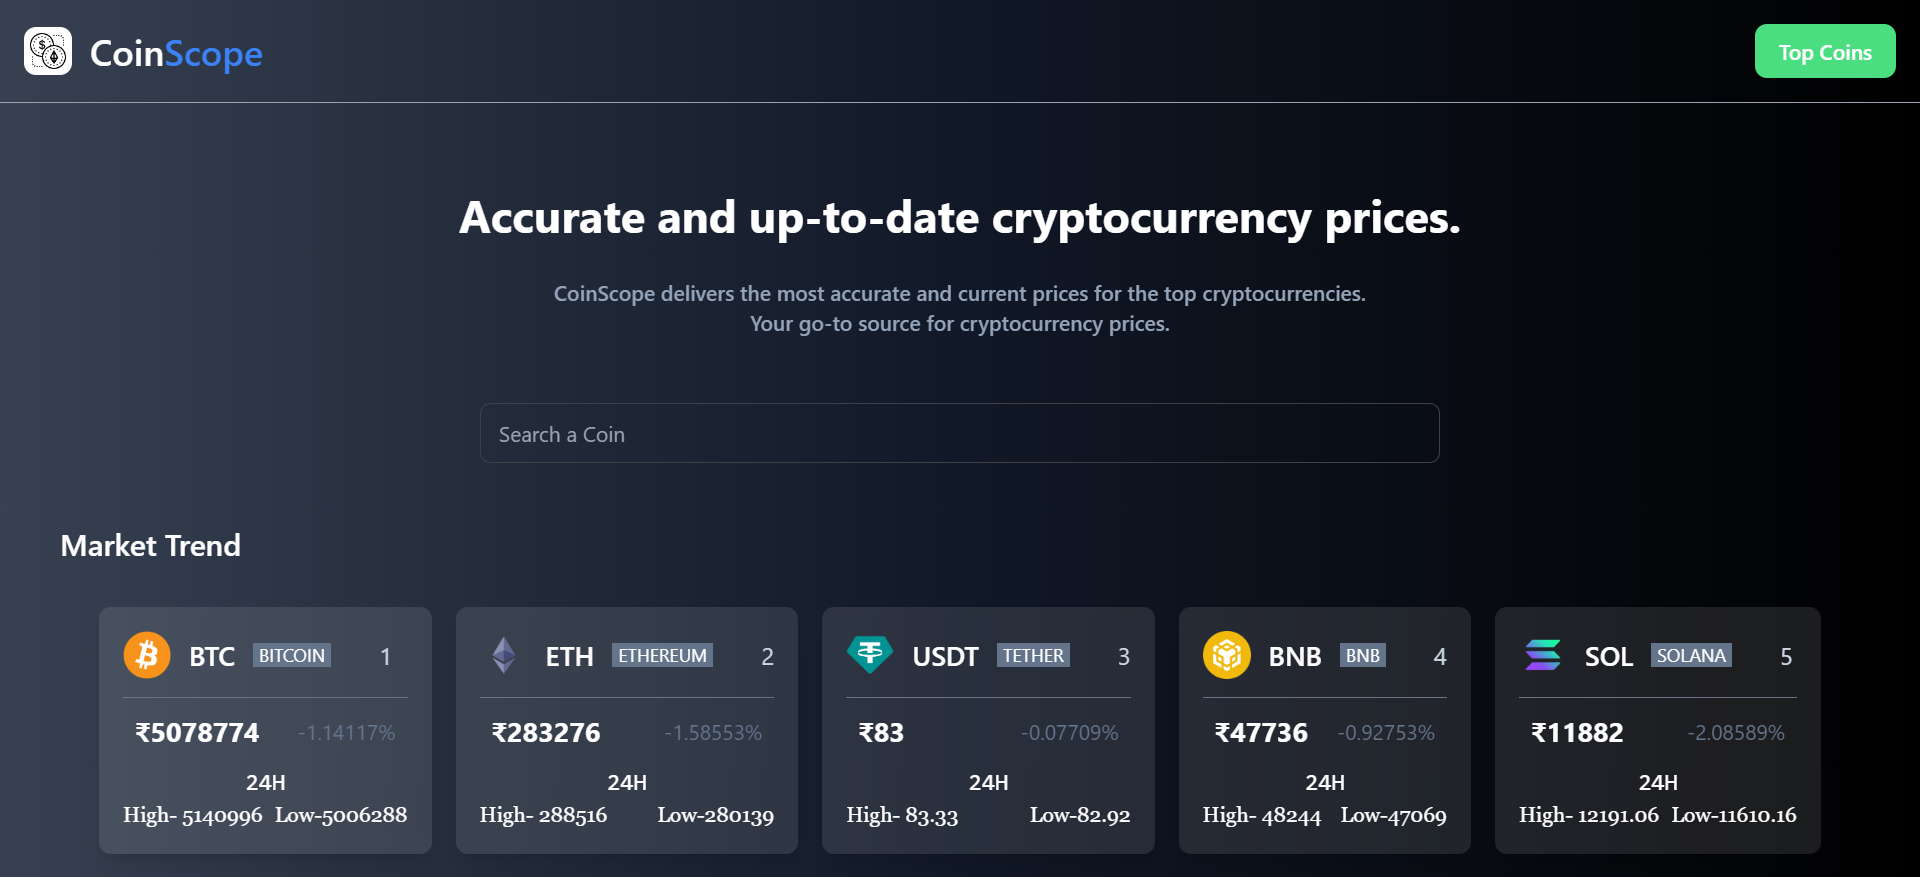 CoinScope
Top Coins
Accurate and up-to-date cryptocurrency prices.
CoinScope delivers the most accurate and current prices for the top cryptocurrencies.
Your go-to source for cryptocurrency prices.
Search a Coin
Market Trend
BTC BITCOIN 1
₹5078774 -1.14117%
24H
High- 5140996 Low-5006288
ETH ETHEREUM 2
₹283276 -1.58553%
24H
High- 288516 Low-280139
USDT TETHER 3
₹83 -0.07709%
24H
High- 83.33 Low-82.92
BNB BNB 4
₹47736 -0.92753%
24H
High- 48244 Low-47069
SOL SOLANA 5
₹11882 -2.08589%
24H
High- 12191.06 Low-11610.16